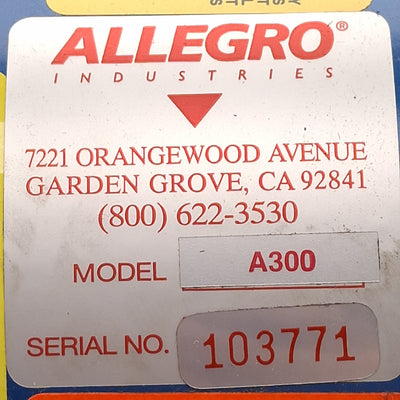 ALLEGRO®
INDUSTRIES
7221 ORANGEWOOD AVENUE
GARDEN GROVE, CA 92841
(800) 622-3530
MODEL A300
SERIAL NO. 103771